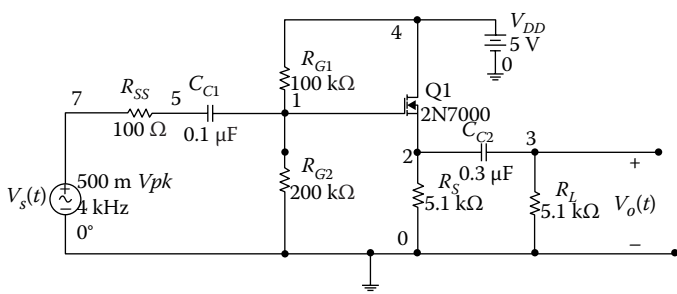 4
V_DD
5 V
0
R_G1
100 kΩ
Q1
2N7000
7
R_SS
100 Ω
5
C_C1
0.1 µF
1
C_C2
0.3 µF
2
3
V_s(t)
500 m Vpk
4 kHz
0°
R_G2
200 kΩ
R_S
5.1 kΩ
R_L
5.1 kΩ
+
V_o(t)
−
0